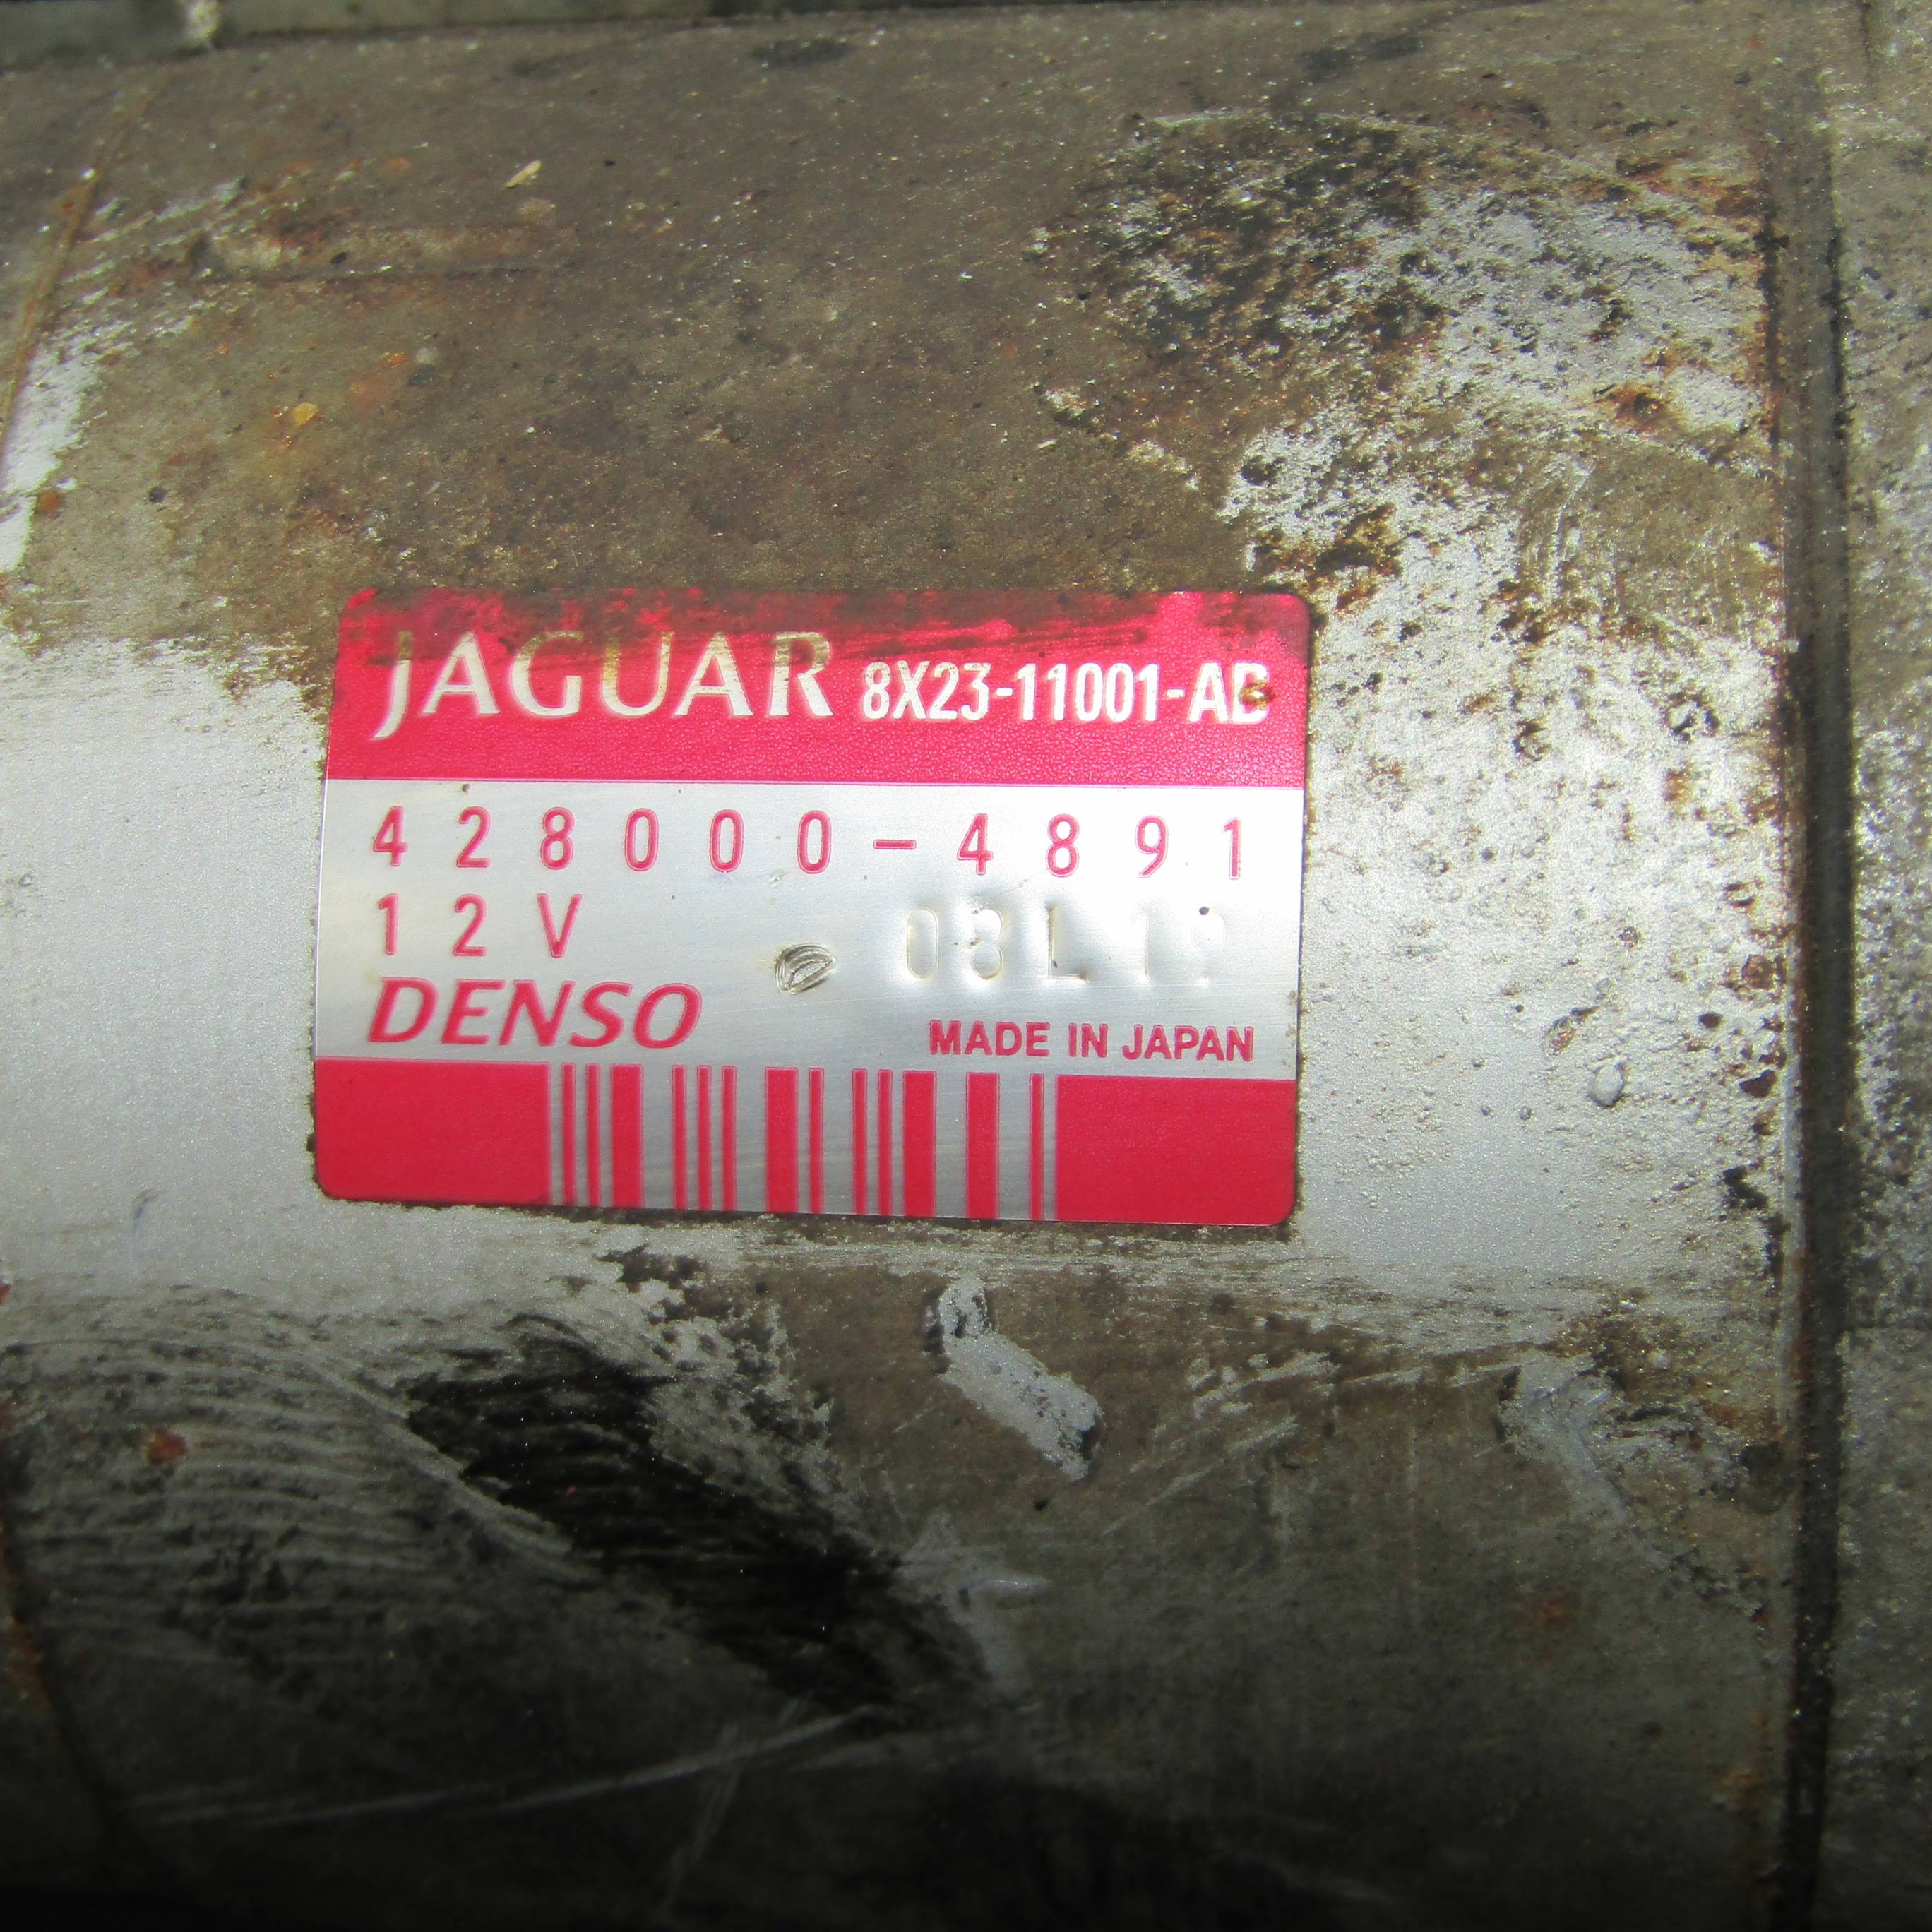 JAGUAR 8X23-11001-AB
428000-4891
12V
DENSO MADE IN JAPAN